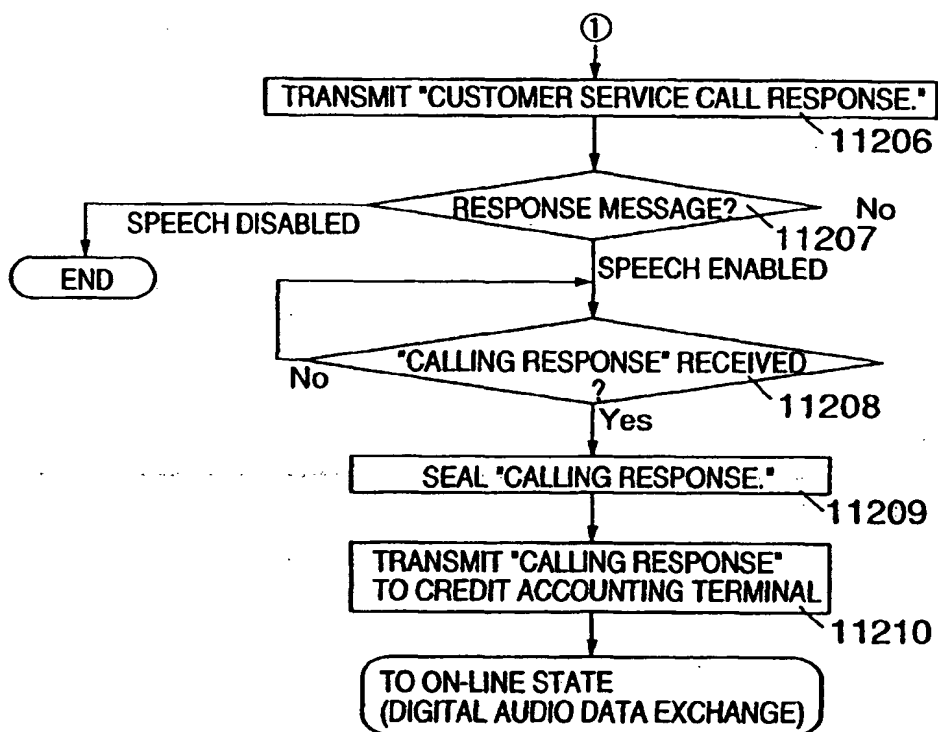 ①
TRANSMIT "CUSTOMER SERVICE CALL RESPONSE."
11206
RESPONSE MESSAGE?
No
11207
SPEECH DISABLED
END
SPEECH ENABLED
"CALLING RESPONSE" RECEIVED
?
No
11208
Yes
SEAL "CALLING RESPONSE."
11209
TRANSMIT "CALLING RESPONSE"
TO CREDIT ACCOUNTING TERMINAL
11210
TO ON-LINE STATE
(DIGITAL AUDIO DATA EXCHANGE)